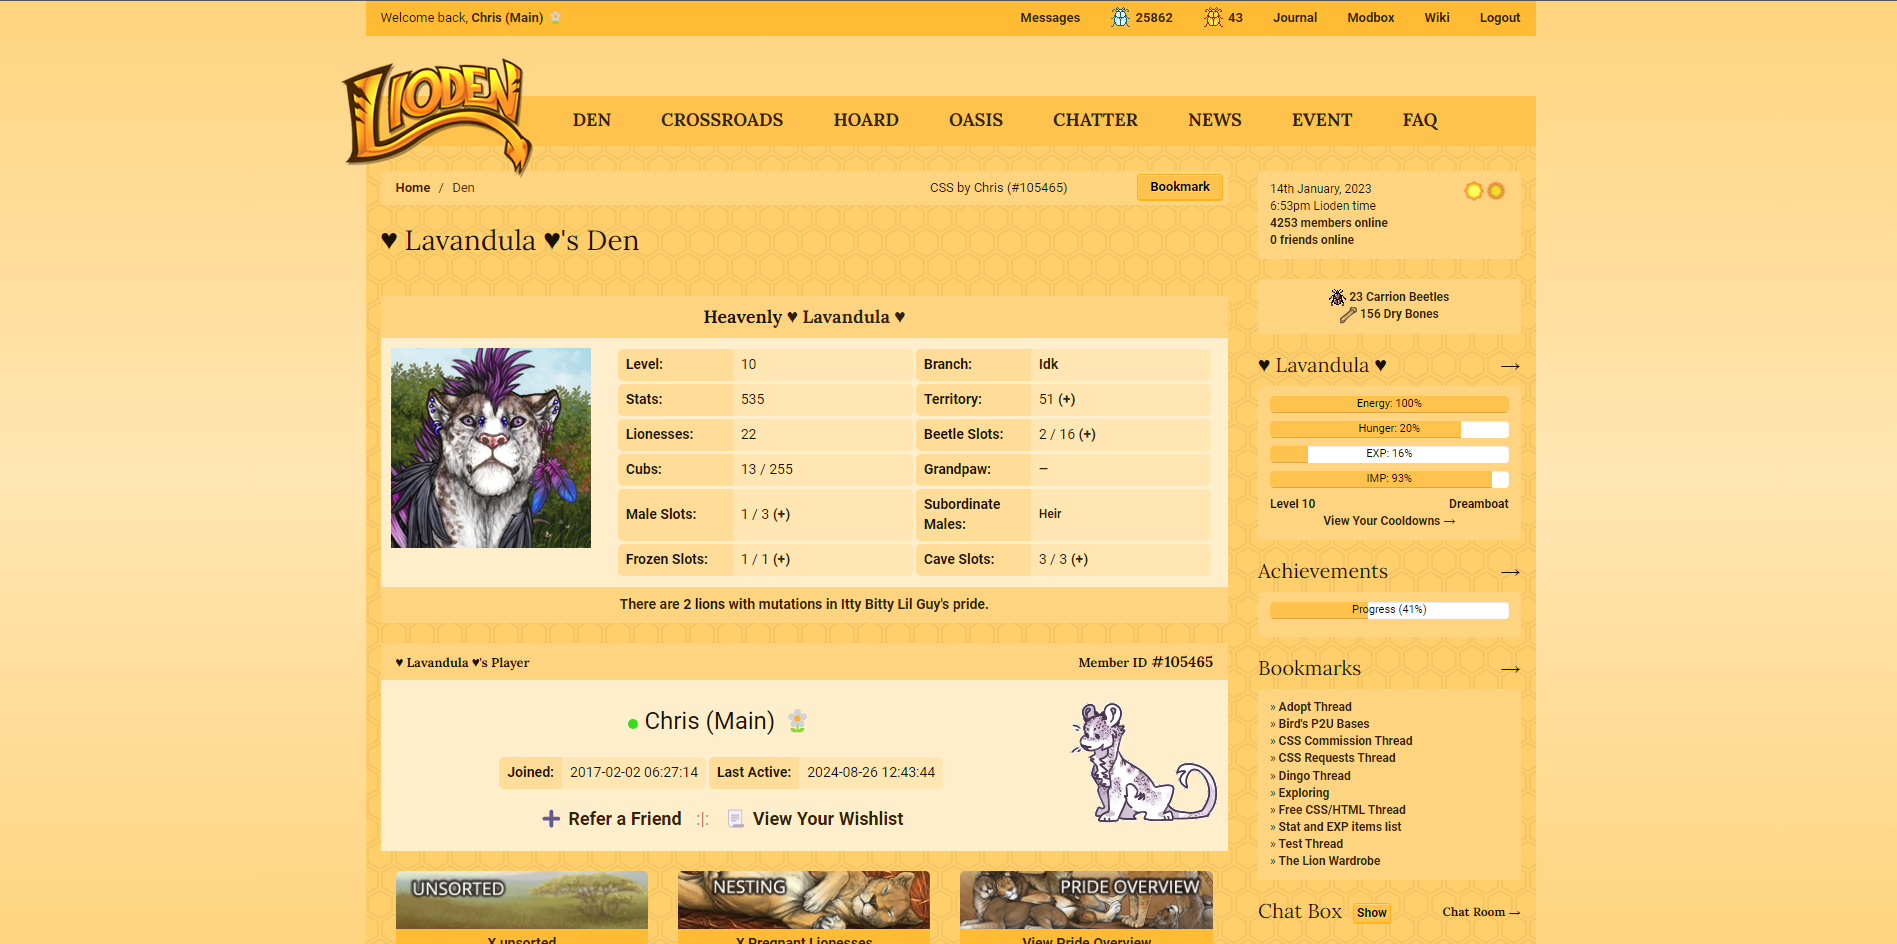 Welcome back, Chris (Main)
Messages 25862 43 Journal Modbox Wiki Logout
LIODEN
DEN CROSSROADS HOARD OASIS CHATTER NEWS EVENT FAQ
Home / Den
CSS by Chris (#105465)
Bookmark
♥ Lavandula ♥'s Den
Heavenly ♥ Lavandula ♥
Level: 10 Branch: Idk
Stats: 535 Territory: 51 (+)
Lionesses: 22 Beetle Slots: 2 / 16 (+)
Cubs: 13 / 255 Grandpaw: –
Male Slots: 1 / 3 (+) Subordinate Males: Heir
Frozen Slots: 1 / 1 (+) Cave Slots: 3 / 3 (+)
There are 2 lions with mutations in Itty Bitty Lil Guy's pride.
♥ Lavandula ♥'s Player
Member ID #105465
Chris (Main)
Joined: 2017-02-02 06:27:14 Last Active: 2024-08-26 12:43:44
Refer a Friend :|: View Your Wishlist
UNSORTED NESTING PRIDE OVERVIEW
X unsorted X Pregnant Lionesses View Pride Overview
14th January, 2023
6:53pm Lioden time
4253 members online
0 friends online
23 Carrion Beetles
156 Dry Bones
♥ Lavandula ♥ →
Energy: 100%
Hunger: 20%
EXP: 16%
IMP: 93%
Level 10 Dreamboat
View Your Cooldowns →
Achievements →
Progress (41%)
Bookmarks →
» Adopt Thread
» Bird's P2U Bases
» CSS Commission Thread
» CSS Requests Thread
» Dingo Thread
» Exploring
» Free CSS/HTML Thread
» Stat and EXP items list
» Test Thread
» The Lion Wardrobe
Chat Box Show Chat Room →